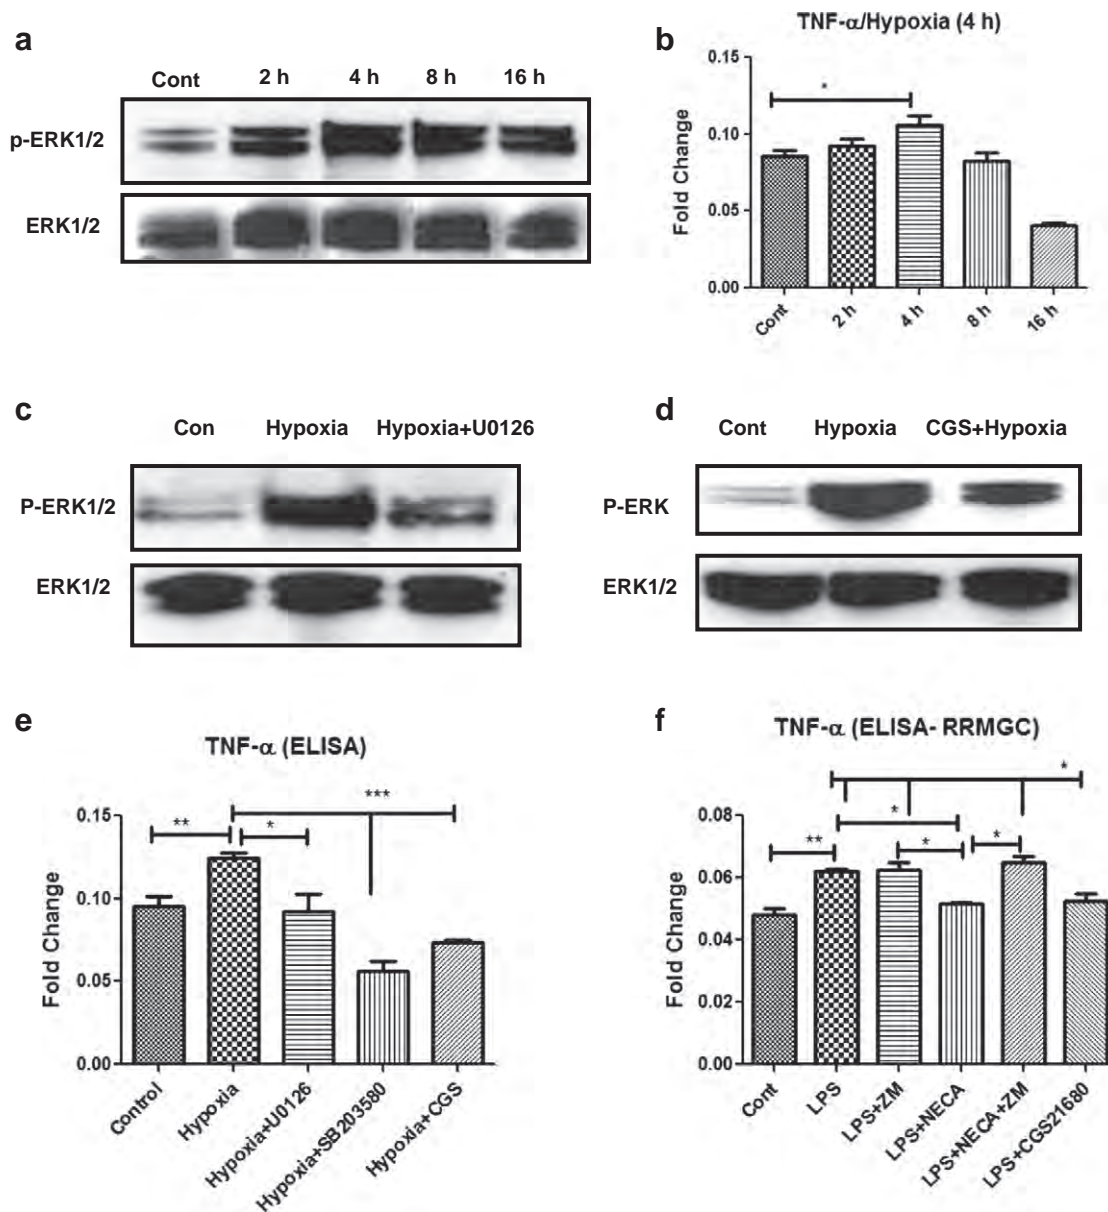 a
Cont 2 h 4 h 8 h 16 h
p-ERK1/2
ERK1/2
b
TNF-α/Hypoxia (4 h)
Fold Change
0.15
0.10
0.05
0.00
*
Cont 2 h 4 h 8 h 16 h
c
Con Hypoxia Hypoxia+U0126
P-ERK1/2
ERK1/2
d
Cont Hypoxia CGS+Hypoxia
P-ERK
ERK1/2
e
TNF-α (ELISA)
Fold Change
0.15
0.10
0.05
0.00
***
** *
Control Hypoxia Hypoxia+U0126 Hypoxia+SB203580 Hypoxia+CGS
f
TNF-α (ELISA- RRMGC)
Fold Change
0.08
0.06
0.04
0.02
0.00
*
*
** * *
Cont LPS LPS+ZM LPS+NECA LPS+NECA+ZM LPS+CGS21680